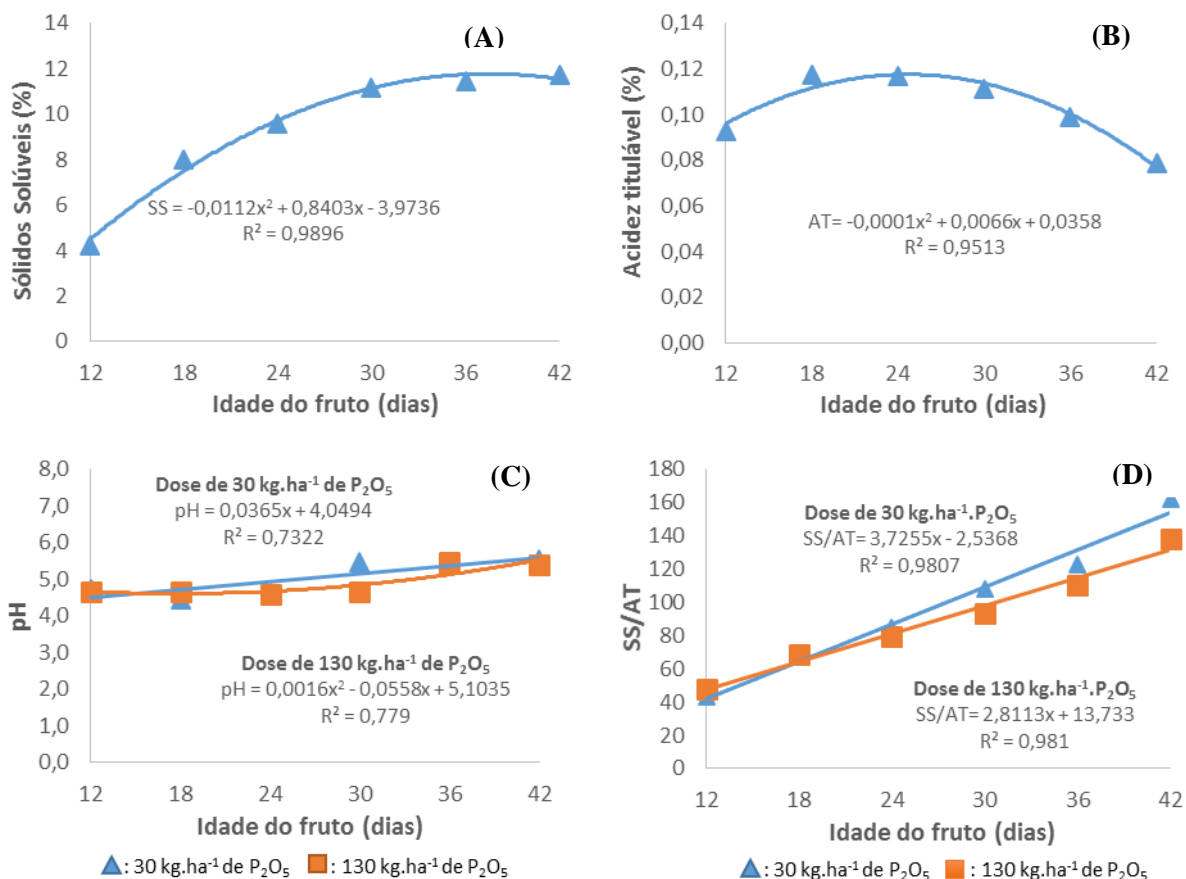 (A)
Sólidos Solúveis (%)
14
12
10
8
6
4
2
0
SS = -0,0112x² + 0,8403x - 3,9736
R² = 0,9896
12 18 24 30 36 42
Idade do fruto (dias)
(B)
Acidez titulável (%)
0,14
0,12
0,10
0,08
0,06
0,04
0,02
0,00
AT= -0,0001x² + 0,0066x + 0,0358
R² = 0,9513
12 18 24 30 36 42
Idade do fruto (dias)
(C)
pH
8,0
7,0
6,0
5,0
4,0
3,0
2,0
1,0
0,0
Dose de 30 kg.ha⁻¹ de P₂O₅
pH = 0,0365x + 4,0494
R² = 0,7322
Dose de 130 kg.ha⁻¹ de P₂O₅
pH = 0,0016x² - 0,0558x + 5,1035
R² = 0,779
12 18 24 30 36 42
Idade do fruto (dias)
: 30 kg.ha⁻¹ de P₂O₅ : 130 kg.ha⁻¹ de P₂O₅
(D)
SS/AT
180
160
140
120
100
80
60
40
20
0
Dose de 30 kg.ha⁻¹.P₂O₅
SS/AT= 3,7255x - 2,5368
R² = 0,9807
Dose de 130 kg.ha⁻¹.P₂O₅
SS/AT= 2,8113x + 13,733
R² = 0,981
12 18 24 30 36 42
Idade do fruto (dias)
: 30 kg.ha⁻¹ de P₂O₅ : 130 kg.ha⁻¹ de P₂O₅